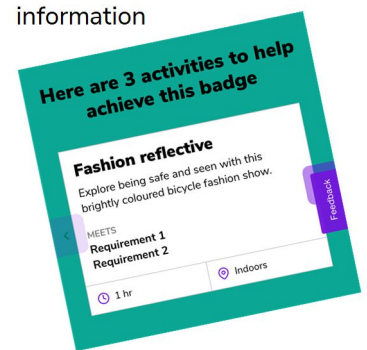 information
Here are 3 activities to help
achieve this badge
Fashion reflective
Explore being safe and seen with this
brightly coloured bicycle fashion show.
MEETS
Requirement 1
Requirement 2
1 hr
Indoors
Feedback